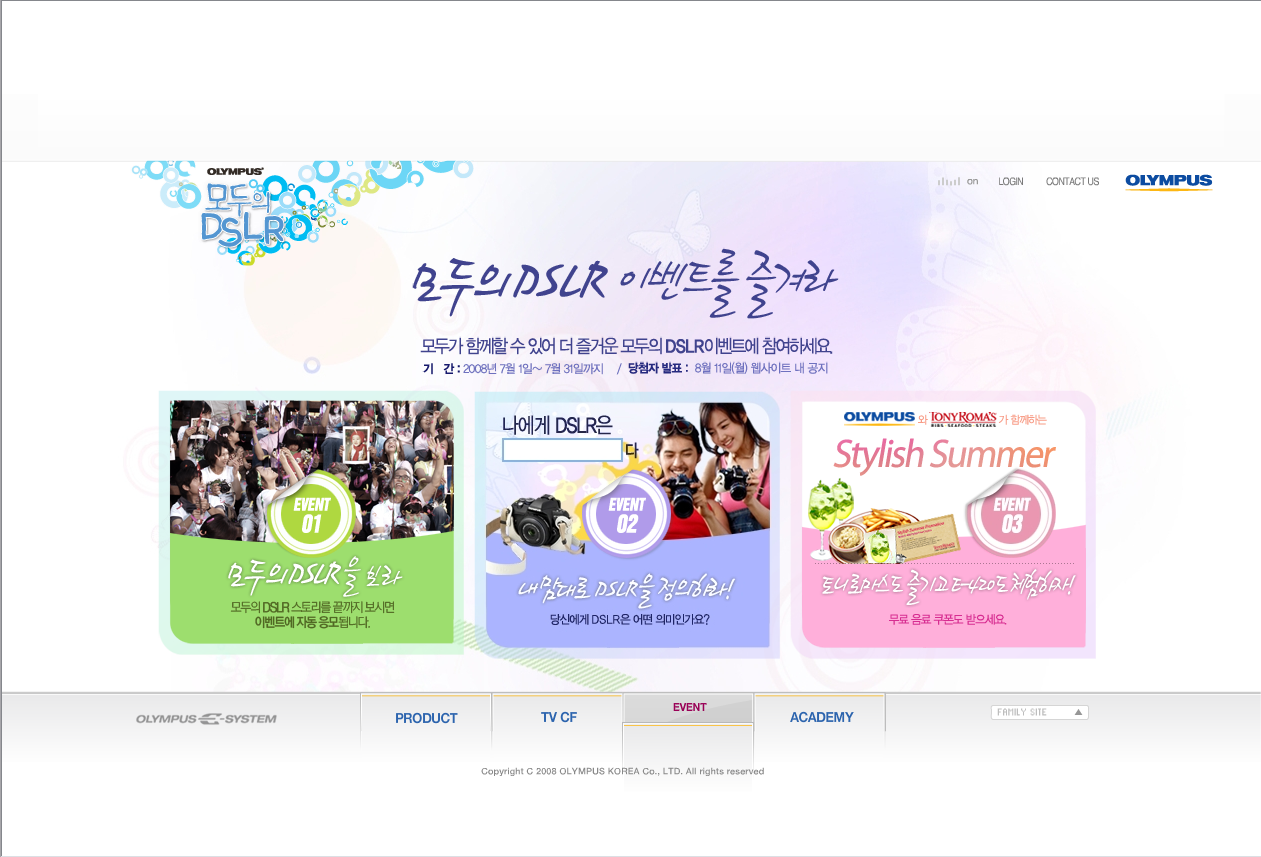 OLYMPUS
모두의
DSLR
on LOGIN CONTACT US OLYMPUS
모두의 DSLR 이벤트를 즐겨라
모두가 함께할 수 있어 더 즐거운 모두의 DSLR이벤트에 참여하세요.
기 간 : 2008년 7월 1일~ 7월 31일까지 / 당첨자 발표 : 8월 11일(월) 웹사이트 내 공지
EVENT
01
모두의 DSLR을 보라
모두의 DSLR 스토리를 끝까지 보시면
이벤트에 자동 응모됩니다.
나에게 DSLR은
다
EVENT
02
내 맘대로 DSLR을 정의하라!
당신에게 DSLR은 어떤 의미인가요?
OLYMPUS 와 TONY ROMA'S 가 함께하는
RIBS SEAFOOD STEAKS
Stylish Summer
EVENT
03
토니로마스도 즐기고 E-420도 체험하자!
무료 음료 쿠폰도 받으세요.
OLYMPUS E-SYSTEM
PRODUCT
TV CF
EVENT
ACADEMY
FAMILY SITE
Copyright C 2008 OLYMPUS KOREA Co., LTD. All rights reserved